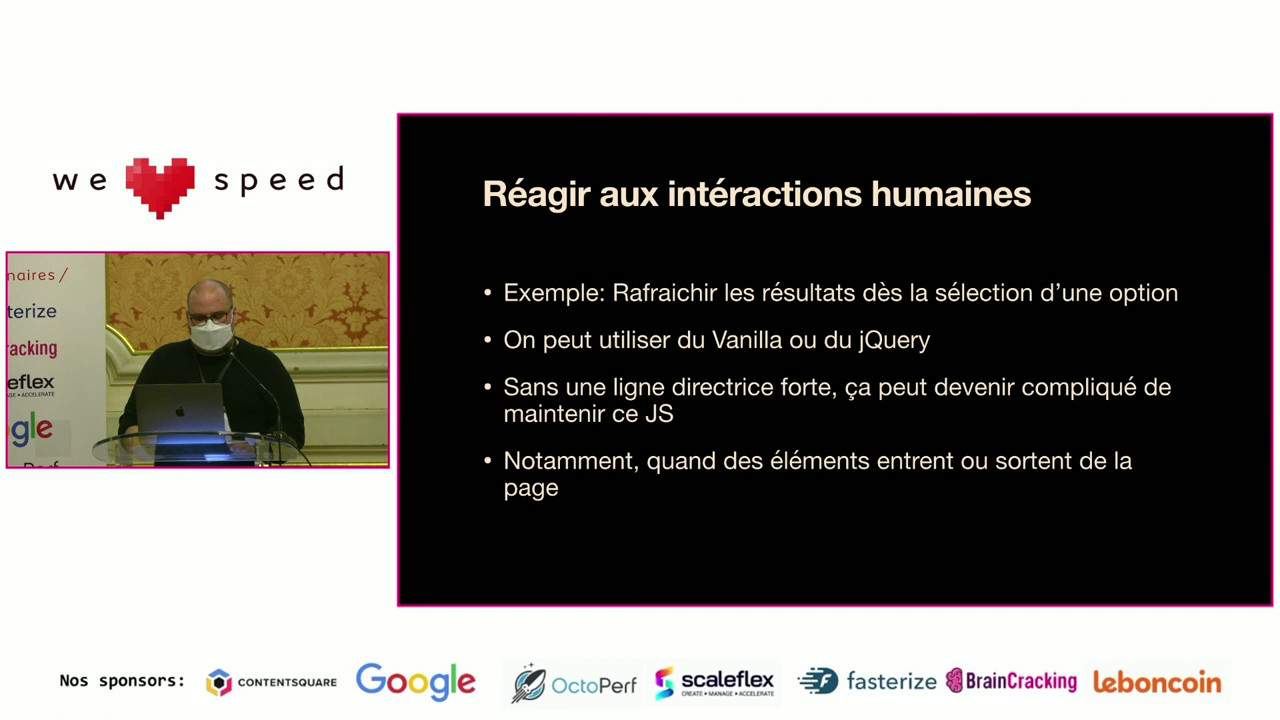 we speed
naires /
terize
racking
eflex
GE • ACCELERATE
gle
Perf
Réagir aux intéractions humaines
• Exemple: Rafraichir les résultats dès la sélection d’une option
• On peut utiliser du Vanilla ou du jQuery
• Sans une ligne directrice forte, ça peut devenir compliqué de
maintenir ce JS
• Notamment, quand des éléments entrent ou sortent de la
page
Nos sponsors: CONTENTSQUARE Google OctoPerf scaleflex fasterize BrainCracking leboncoin
CREATE • MANAGE • ACCELERATE